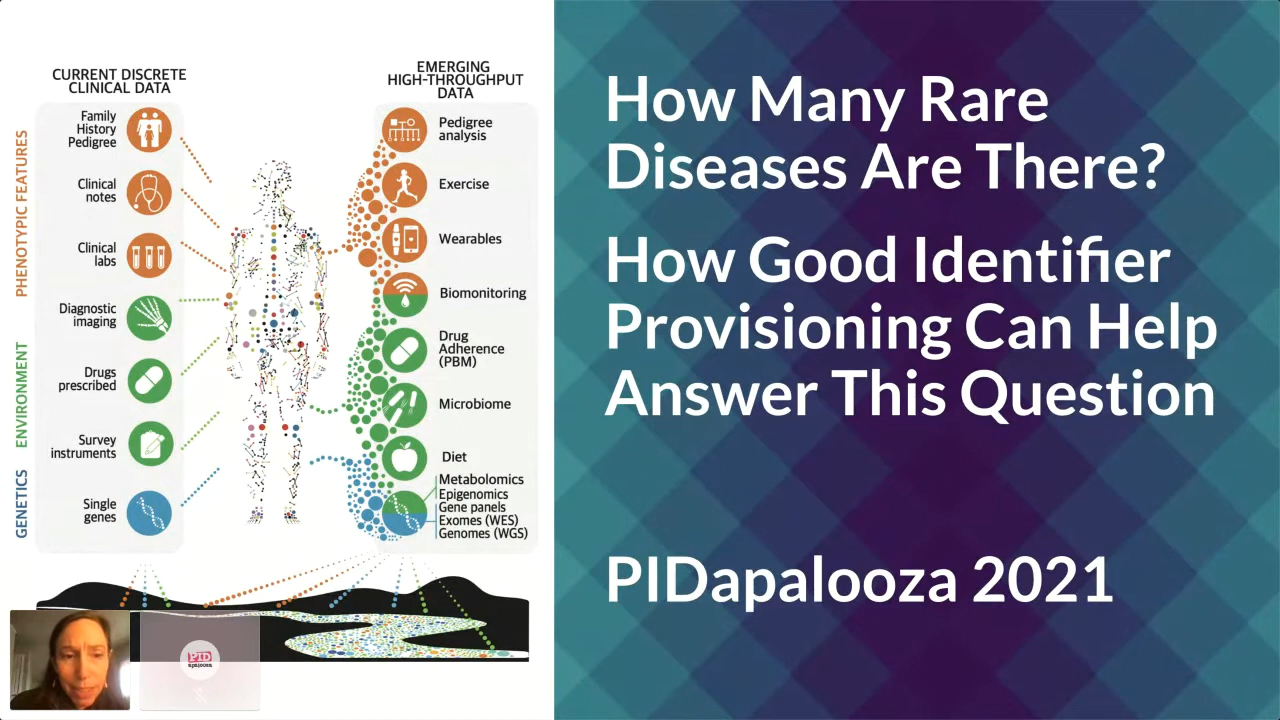 CURRENT DISCRETE
CLINICAL DATA
PHENOTYPIC FEATURES
ENVIRONMENT
GENETICS
Family
History
Pedigree
Clinical
notes
Clinical
labs
Diagnostic
imaging
Drugs
prescribed
Survey
instruments
Single
genes
EMERGING
HIGH-THROUGHPUT
DATA
Pedigree
analysis
Exercise
Wearables
Biomonitoring
Drug
Adherence
(PBM)
Microbiome
Diet
Metabolomics
Epigenomics
Gene panels
Exomes (WES)
Genomes (WGS)
PID
apalooza
How Many Rare
Diseases Are There?
How Good Identifier
Provisioning Can Help
Answer This Question
PIDapalooza 2021